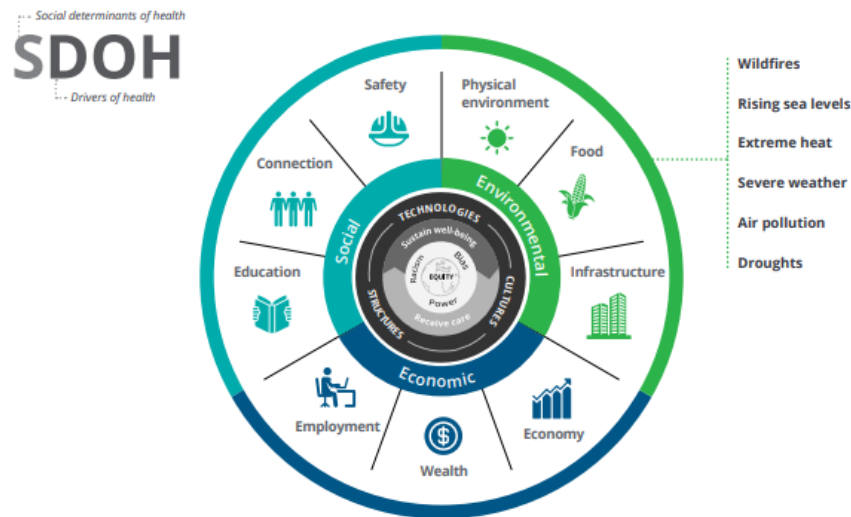 Social determinants of health
SDOH
Drivers of health
Safety
Physical
environment
Connection
Food
Education
Infrastructure
Employment
Wealth
Economy
Social
Environmental
Economic
TECHNOLOGIES
CULTURES
STRUCTURES
Sustain well-being
Receive care
Racism
Bias
Power
EQUITY
Wildfires
Rising sea levels
Extreme heat
Severe weather
Air pollution
Droughts